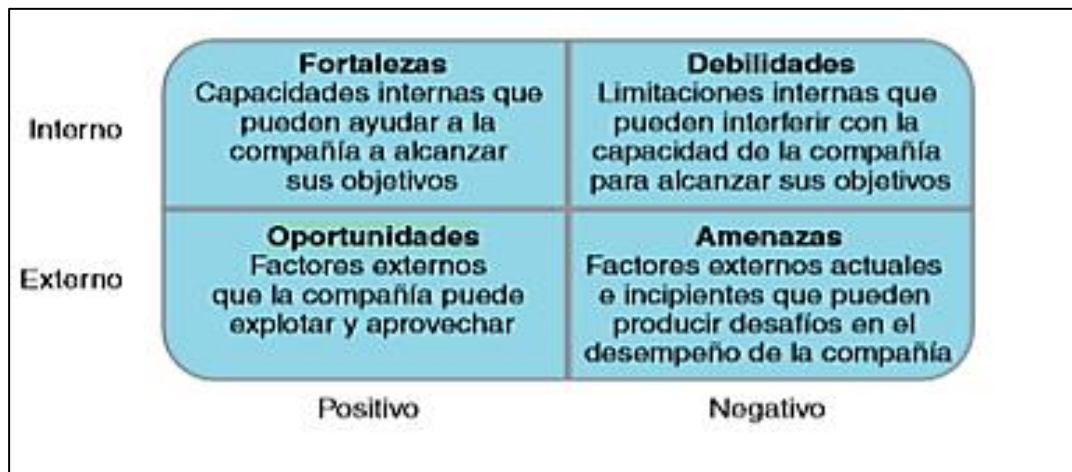 Interno
Fortalezas
Capacidades internas que
pueden ayudar a la
compañía a alcanzar
sus objetivos
Debilidades
Limitaciones internas que
pueden interferir con la
capacidad de la compañía
para alcanzar sus objetivos
Externo
Oportunidades
Factores externos
que la compañía puede
explotar y aprovechar
Amenazas
Factores externos actuales
e incipientes que pueden
producir desafíos en el
desempeño de la compañía
Positivo
Negativo